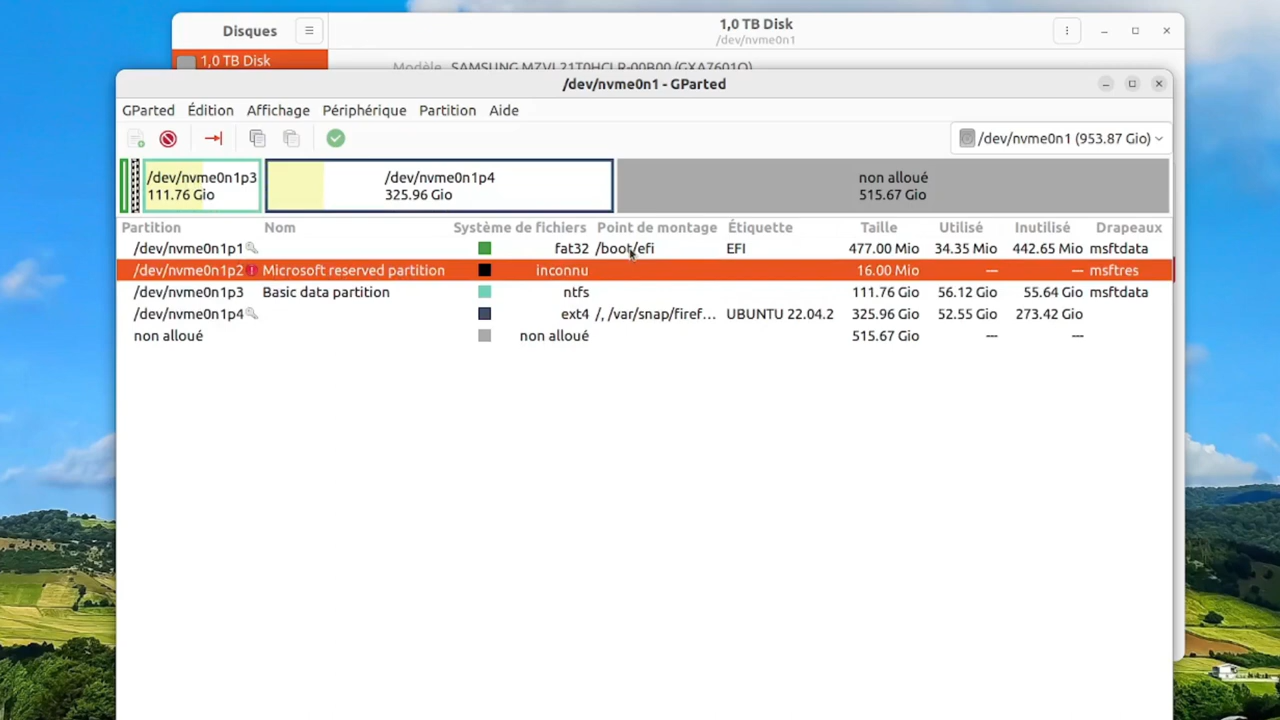 Disques
1,0 TB Disk
/dev/nvme0n1
1,0 TB Disk
Modèle SAMSUNG MZVL21T0HCLR-00B00 (GXA7601Q)
/dev/nvme0n1 - GParted
GParted Édition Affichage Périphérique Partition Aide
/dev/nvme0n1 (953.87 Gio)
/dev/nvme0n1p3
111.76 Gio
/dev/nvme0n1p4
325.96 Gio
non alloué
515.67 Gio
Partition Nom Système de fichiers Point de montage Étiquette Taille Utilisé Inutilisé Drapeaux
/dev/nvme0n1p1 fat32 /boot/efi EFI 477.00 Mio 34.35 Mio 442.65 Mio msftdata
/dev/nvme0n1p2 Microsoft reserved partition inconnu 16.00 Mio --- --- msftres
/dev/nvme0n1p3 Basic data partition ntfs 111.76 Gio 56.12 Gio 55.64 Gio msftdata
/dev/nvme0n1p4 ext4 /, /var/snap/firef... UBUNTU 22.04.2 325.96 Gio 52.55 Gio 273.42 Gio
non alloué non alloué 515.67 Gio --- ---